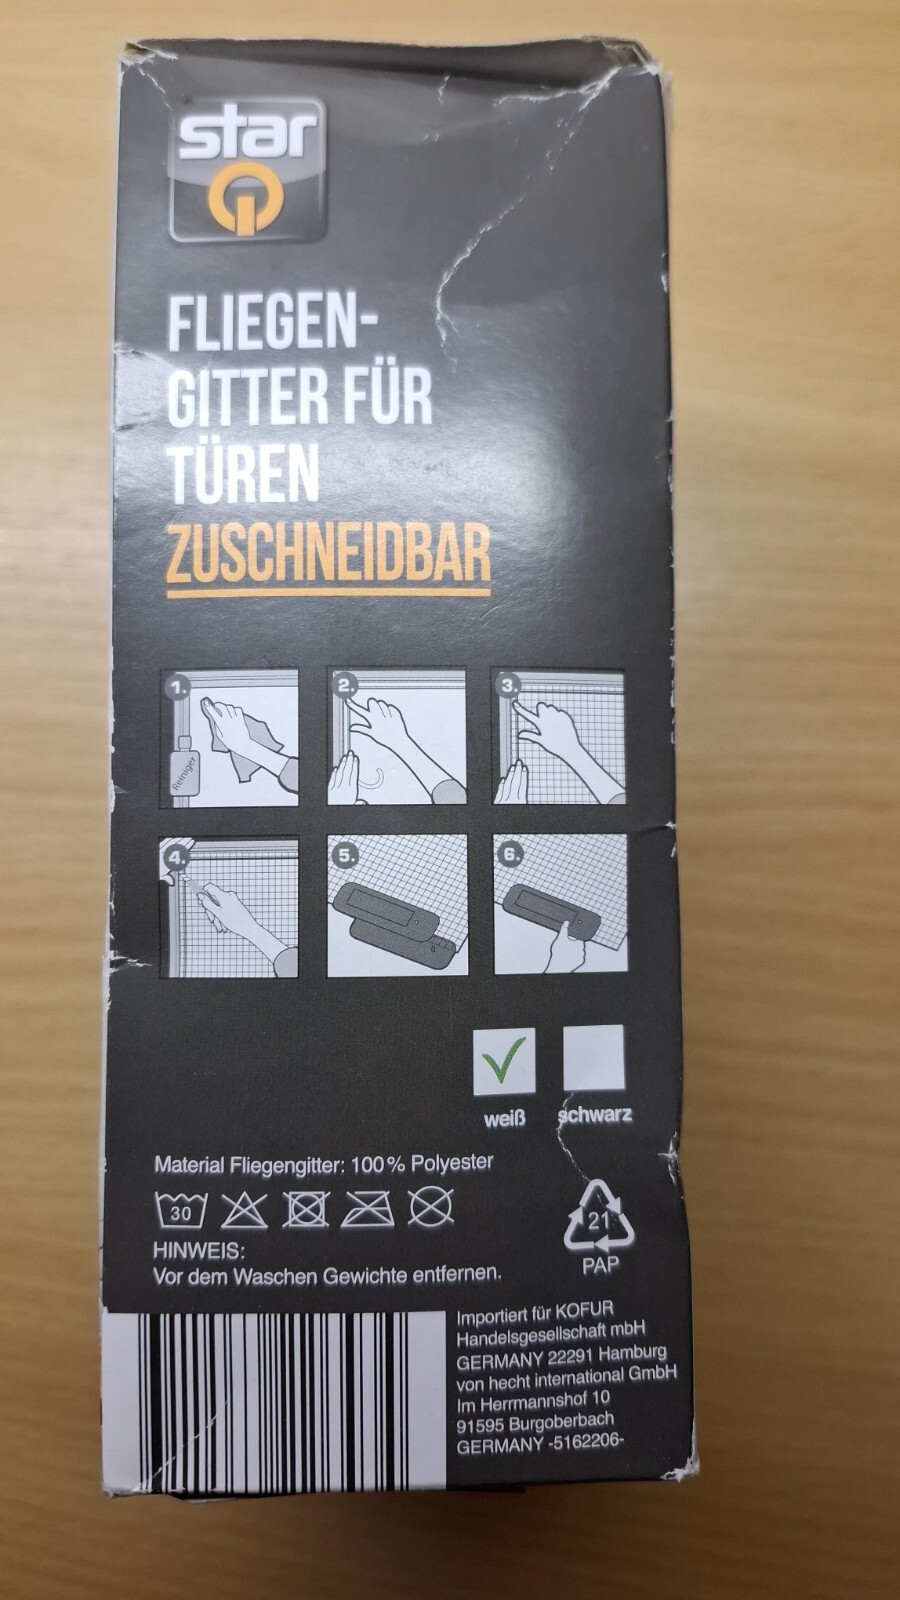 star
FLIEGEN-
GITTER FÜR
TÜREN
ZUSCHNEIDBAR
1.
2.
3.
Reiniger
4.
5.
6.
weiß
schwarz
Material Fliegengitter: 100% Polyester
30
HINWEIS:
Vor dem Waschen Gewichte entfernen.
21
PAP
Importiert für KOFUR
Handelsgesellschaft mbH
GERMANY 22291 Hamburg
von hecht international GmbH
Im Herrmannshof 10
91595 Burgoberbach
GERMANY -5162206-